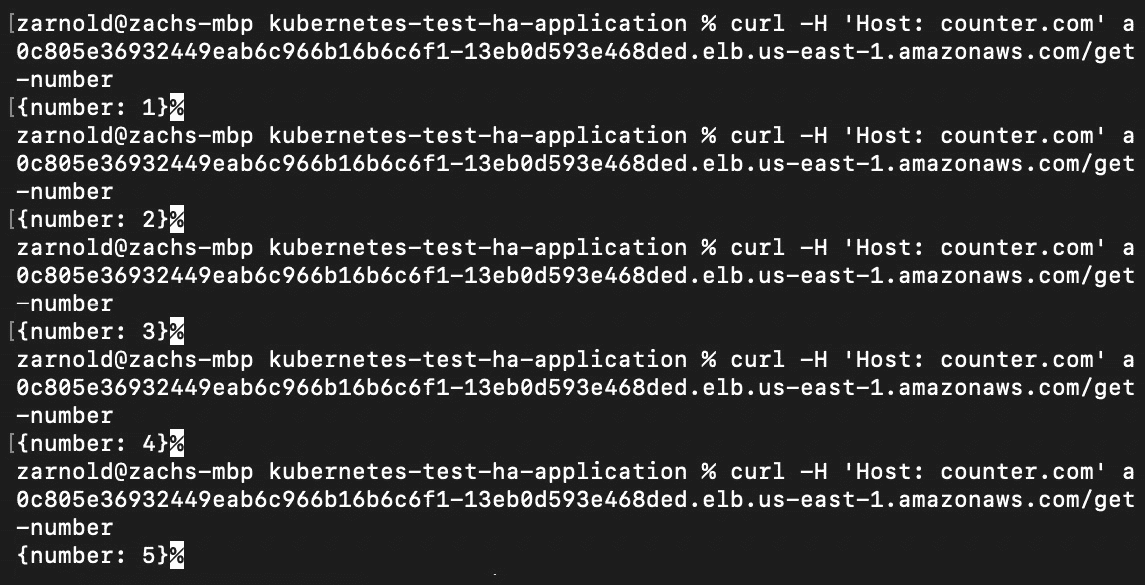 [zarnold@zachs-mbp kubernetes-test-ha-application % curl -H 'Host: counter.com' a
0c805e36932449eab6c966b16b16b6c6f1-13eb0d593e468ded.elb.us-east-1.amazonaws.com/get
-number
[{number: 1}%
zarnold@zachs-mbp kubernetes-test-ha-application % curl -H 'Host: counter.com' a
0c805e36932449eab6c966b16b6c6f1-13eb0d593e468ded.elb.us-east-1.amazonaws.com/get
-number
[{number: 2}%
zarnold@zachs-mbp kubernetes-test-ha-application % curl -H 'Host: counter.com' a
0c805e36932449eab6c966b16b6c6f1-13eb0d593e468ded.elb.us-east-1.amazonaws.com/get
-number
[{number: 3}%
zarnold@zachs-mbp kubernetes-test-ha-application % curl -H 'Host: counter.com' a
0c805e36932449eab6c966b16b6c6f1-13eb0d593e468ded.elb.us-east-1.amazonaws.com/get
-number
[{number: 4}%
zarnold@zachs-mbp kubernetes-test-ha-application % curl -H 'Host: counter.com' a
0c805e36932449eab6c966b16b6c6f1-13eb0d593e468ded.elb.us-east-1.amazonaws.com/get
-number
{number: 5}%